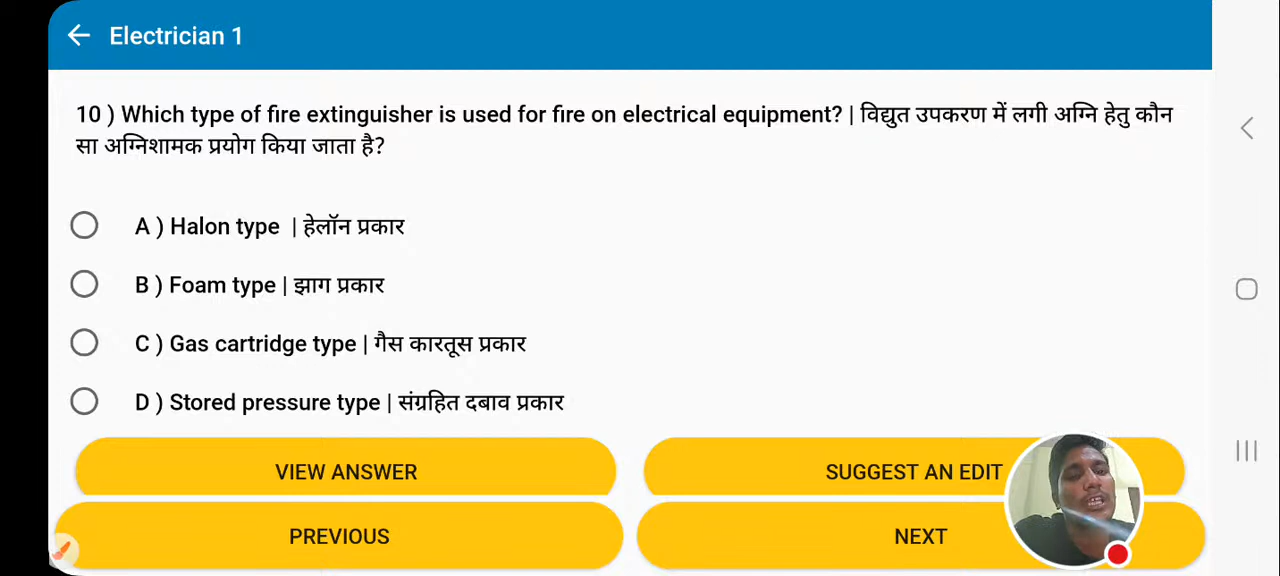 Electrician 1
10 ) Which type of fire extinguisher is used for fire on electrical equipment? | विद्युत उपकरण में लगी अग्नि हेतु कौन
सा अग्निशामक प्रयोग किया जाता है?
A ) Halon type | हेलॉन प्रकार
B ) Foam type | झाग प्रकार
C ) Gas cartridge type | गैस कारतूस प्रकार
D ) Stored pressure type | संग्रहित दबाव प्रकार
VIEW ANSWER
SUGGEST AN EDIT
PREVIOUS
NEXT